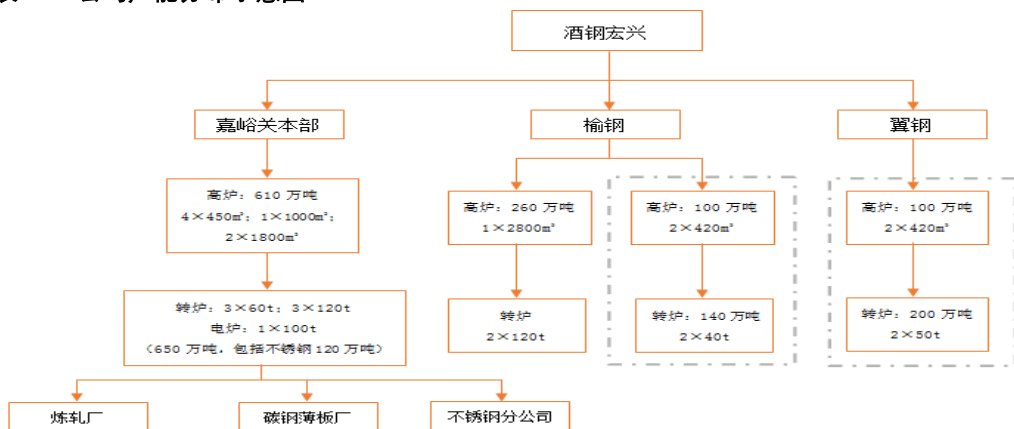 酒钢宏兴
嘉峪关本部
榆钢
翼钢
高炉：610 万吨
4×450m³；1×1000m³；
2×1800m³
高炉：260 万吨
1×2800m³
高炉：100 万吨
2×420m³
高炉：100 万吨
2×420m³
转炉：3×60t；3×120t
电炉：1×100t
（650 万吨，包括不锈钢 120 万吨）
转炉
2×120t
转炉：140 万吨
2×40t
转炉：200 万吨
2×50t
炼轧厂
碳钢薄板厂
不锈钢分公司